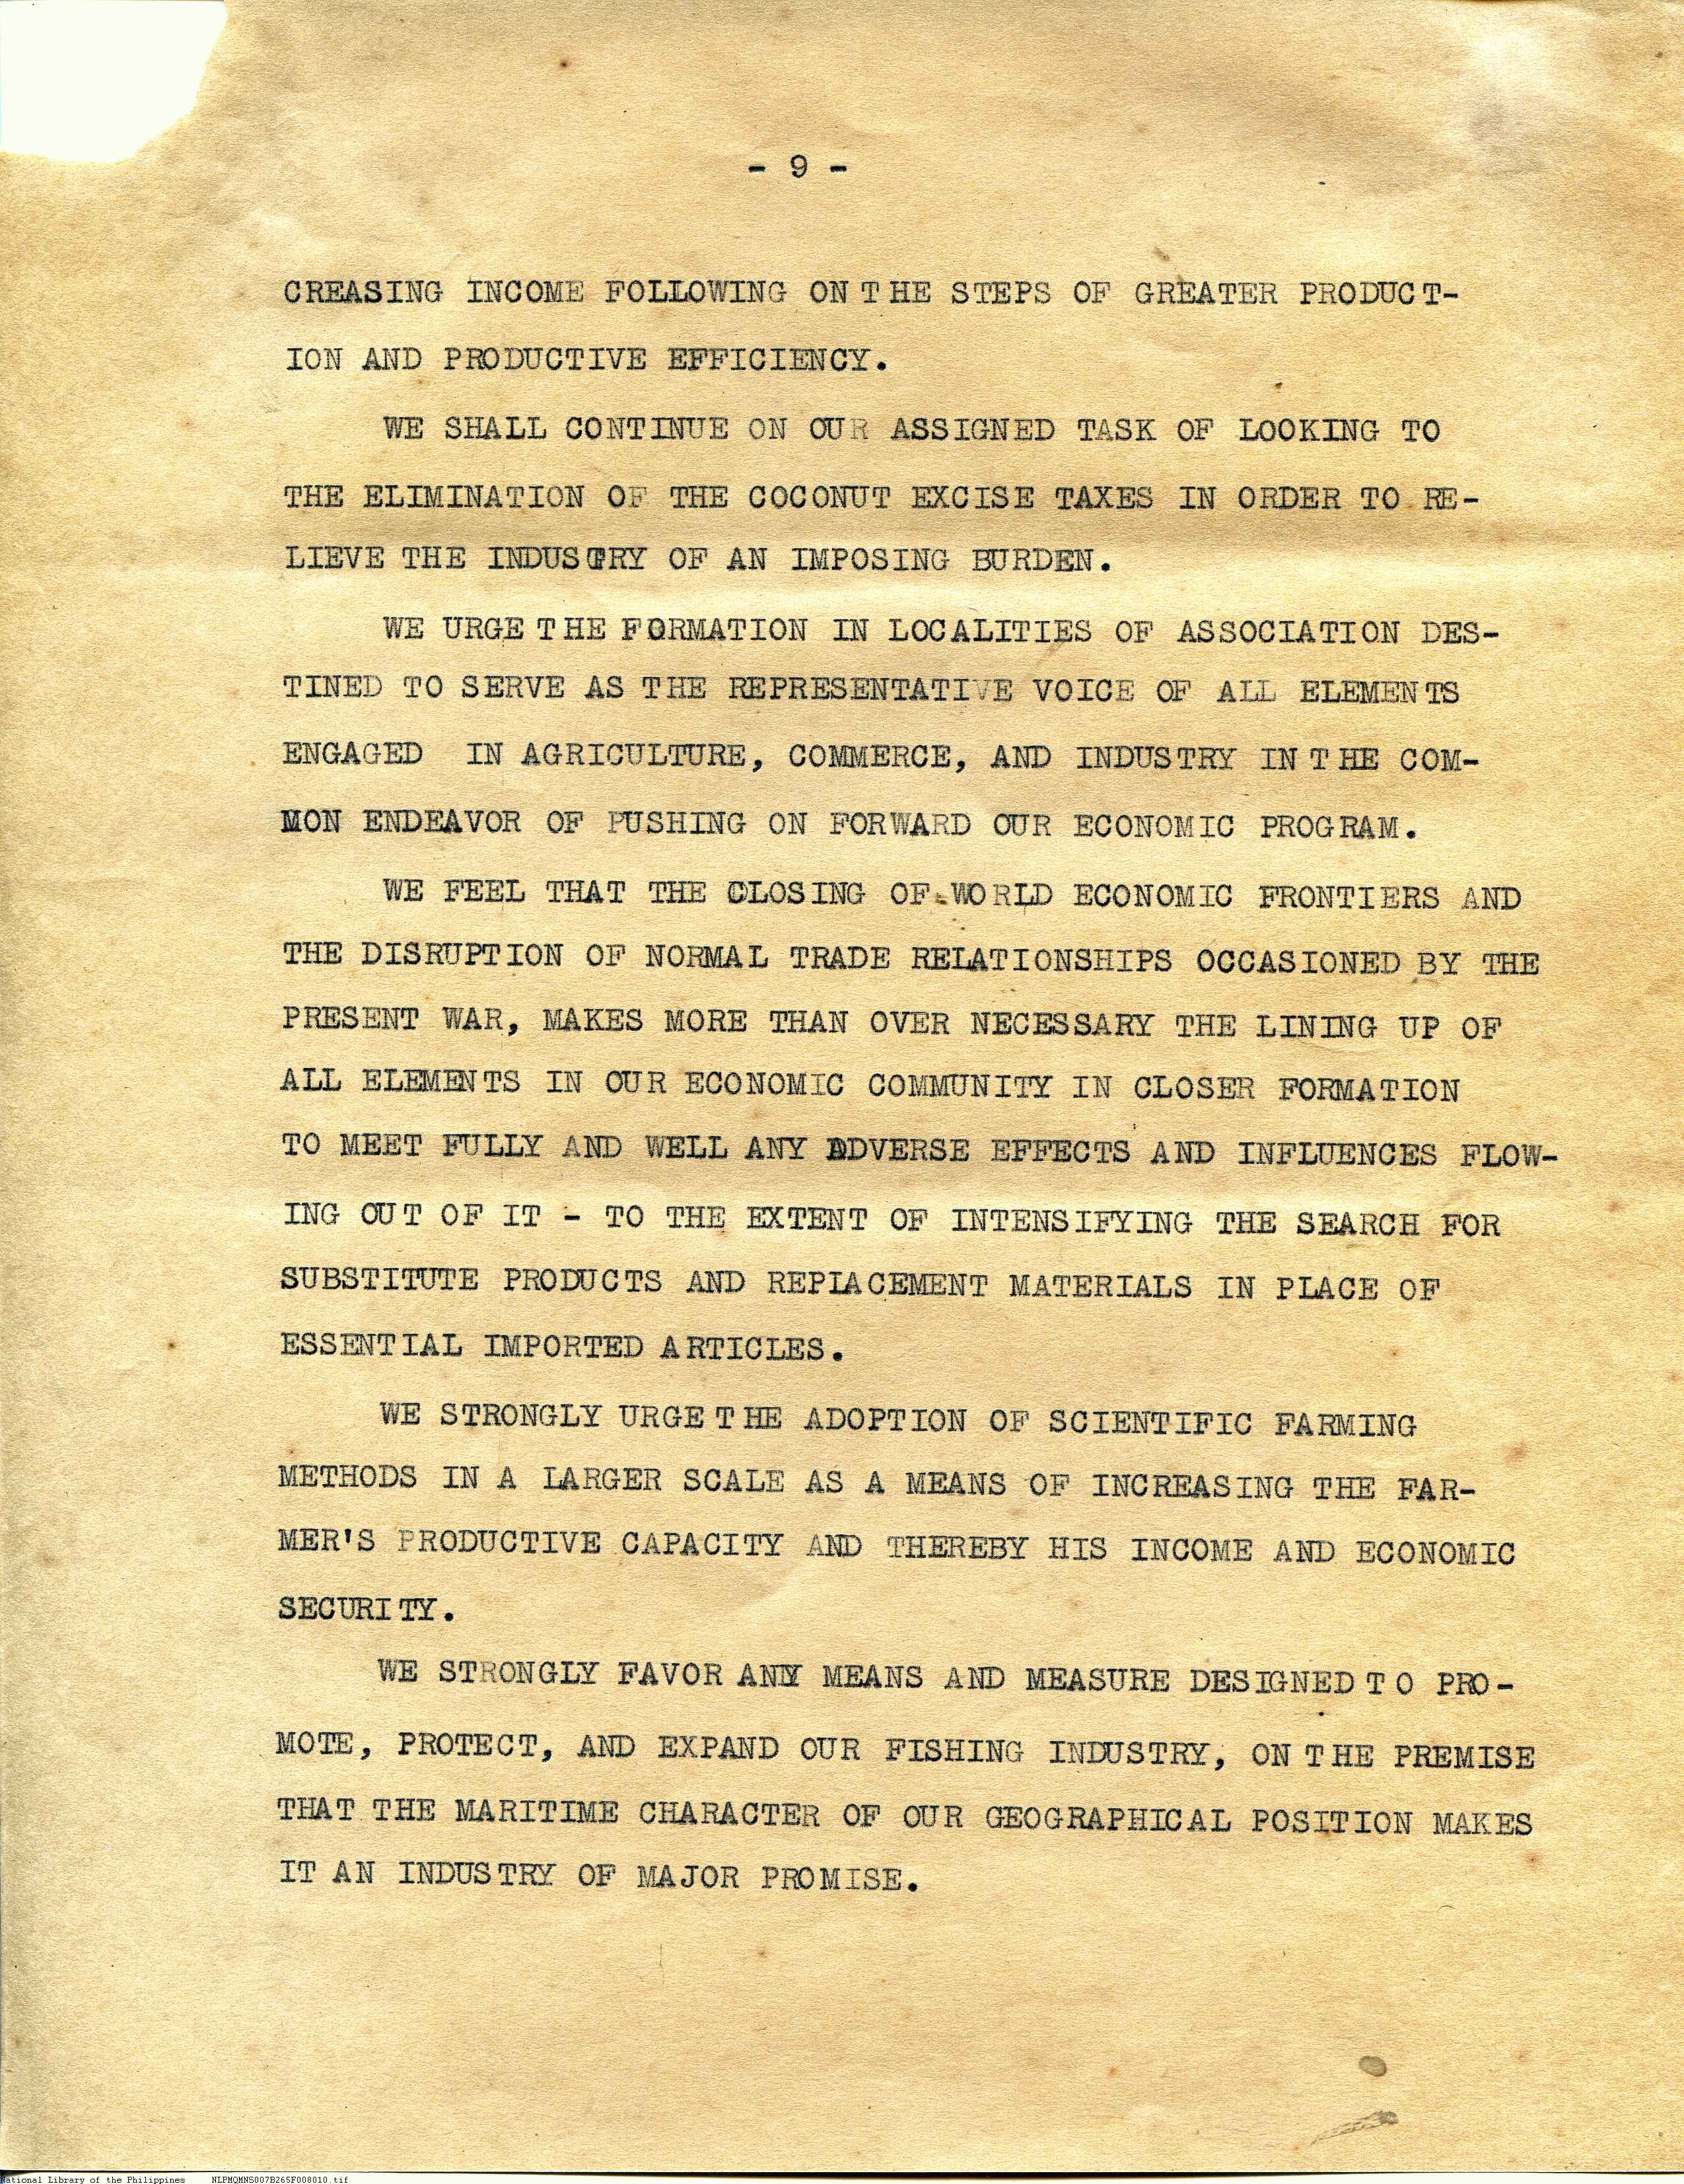 - 9 -
CREASING INCOME FOLLOWING ON THE STEPS OF GREATER PRODUCT-
ION AND PRODUCTIVE EFFICIENCY.
WE SHALL CONTINUE ON OUR ASSIGNED TASK OF LOOKING TO
THE ELIMINATION OF THE COCONUT EXCISE TAXES IN ORDER TO RE-
LIEVE THE INDUSTRY OF AN IMPOSING BURDEN.
WE URGE THE FORMATION IN LOCALITIES OF ASSOCIATION DES-
TINED TO SERVE AS THE REPRESENTATIVE VOICE OF ALL ELEMENTS
ENGAGED IN AGRICULTURE, COMMERCE, AND INDUSTRY IN THE COM-
MON ENDEAVOR OF PUSHING ON FORWARD OUR ECONOMIC PROGRAM.
WE FEEL THAT THE CLOSING OF WORLD ECONOMIC FRONTIERS AND
THE DISRUPTION OF NORMAL TRADE RELATIONSHIPS OCCASIONED BY THE
PRESENT WAR, MAKES MORE THAN OVER NECESSARY THE LINING UP OF
ALL ELEMENTS IN OUR ECONOMIC COMMUNITY IN CLOSER FORMATION
TO MEET FULLY AND WELL ANY ADVERSE EFFECTS AND INFLUENCES FLOW-
ING OUT OF IT - TO THE EXTENT OF INTENSIFYING THE SEARCH FOR
SUBSTITUTE PRODUCTS AND REPLACEMENT MATERIALS IN PLACE OF
ESSENTIAL IMPORTED ARTICLES.
WE STRONGLY URGE THE ADOPTION OF SCIENTIFIC FARMING
METHODS IN A LARGER SCALE AS A MEANS OF INCREASING THE FAR-
MER'S PRODUCTIVE CAPACITY AND THEREBY HIS INCOME AND ECONOMIC
SECURITY.
WE STRONGLY FAVOR ANY MEANS AND MEASURE DESIGNED TO PRO-
MOTE, PROTECT, AND EXPAND OUR FISHING INDUSTRY, ON THE PREMISE
THAT THE MARITIME CHARACTER OF OUR GEOGRAPHICAL POSITION MAKES
IT AN INDUSTRY OF MAJOR PROMISE.
National Library of the Philippines NLPMQMNS007B265F008010.tif